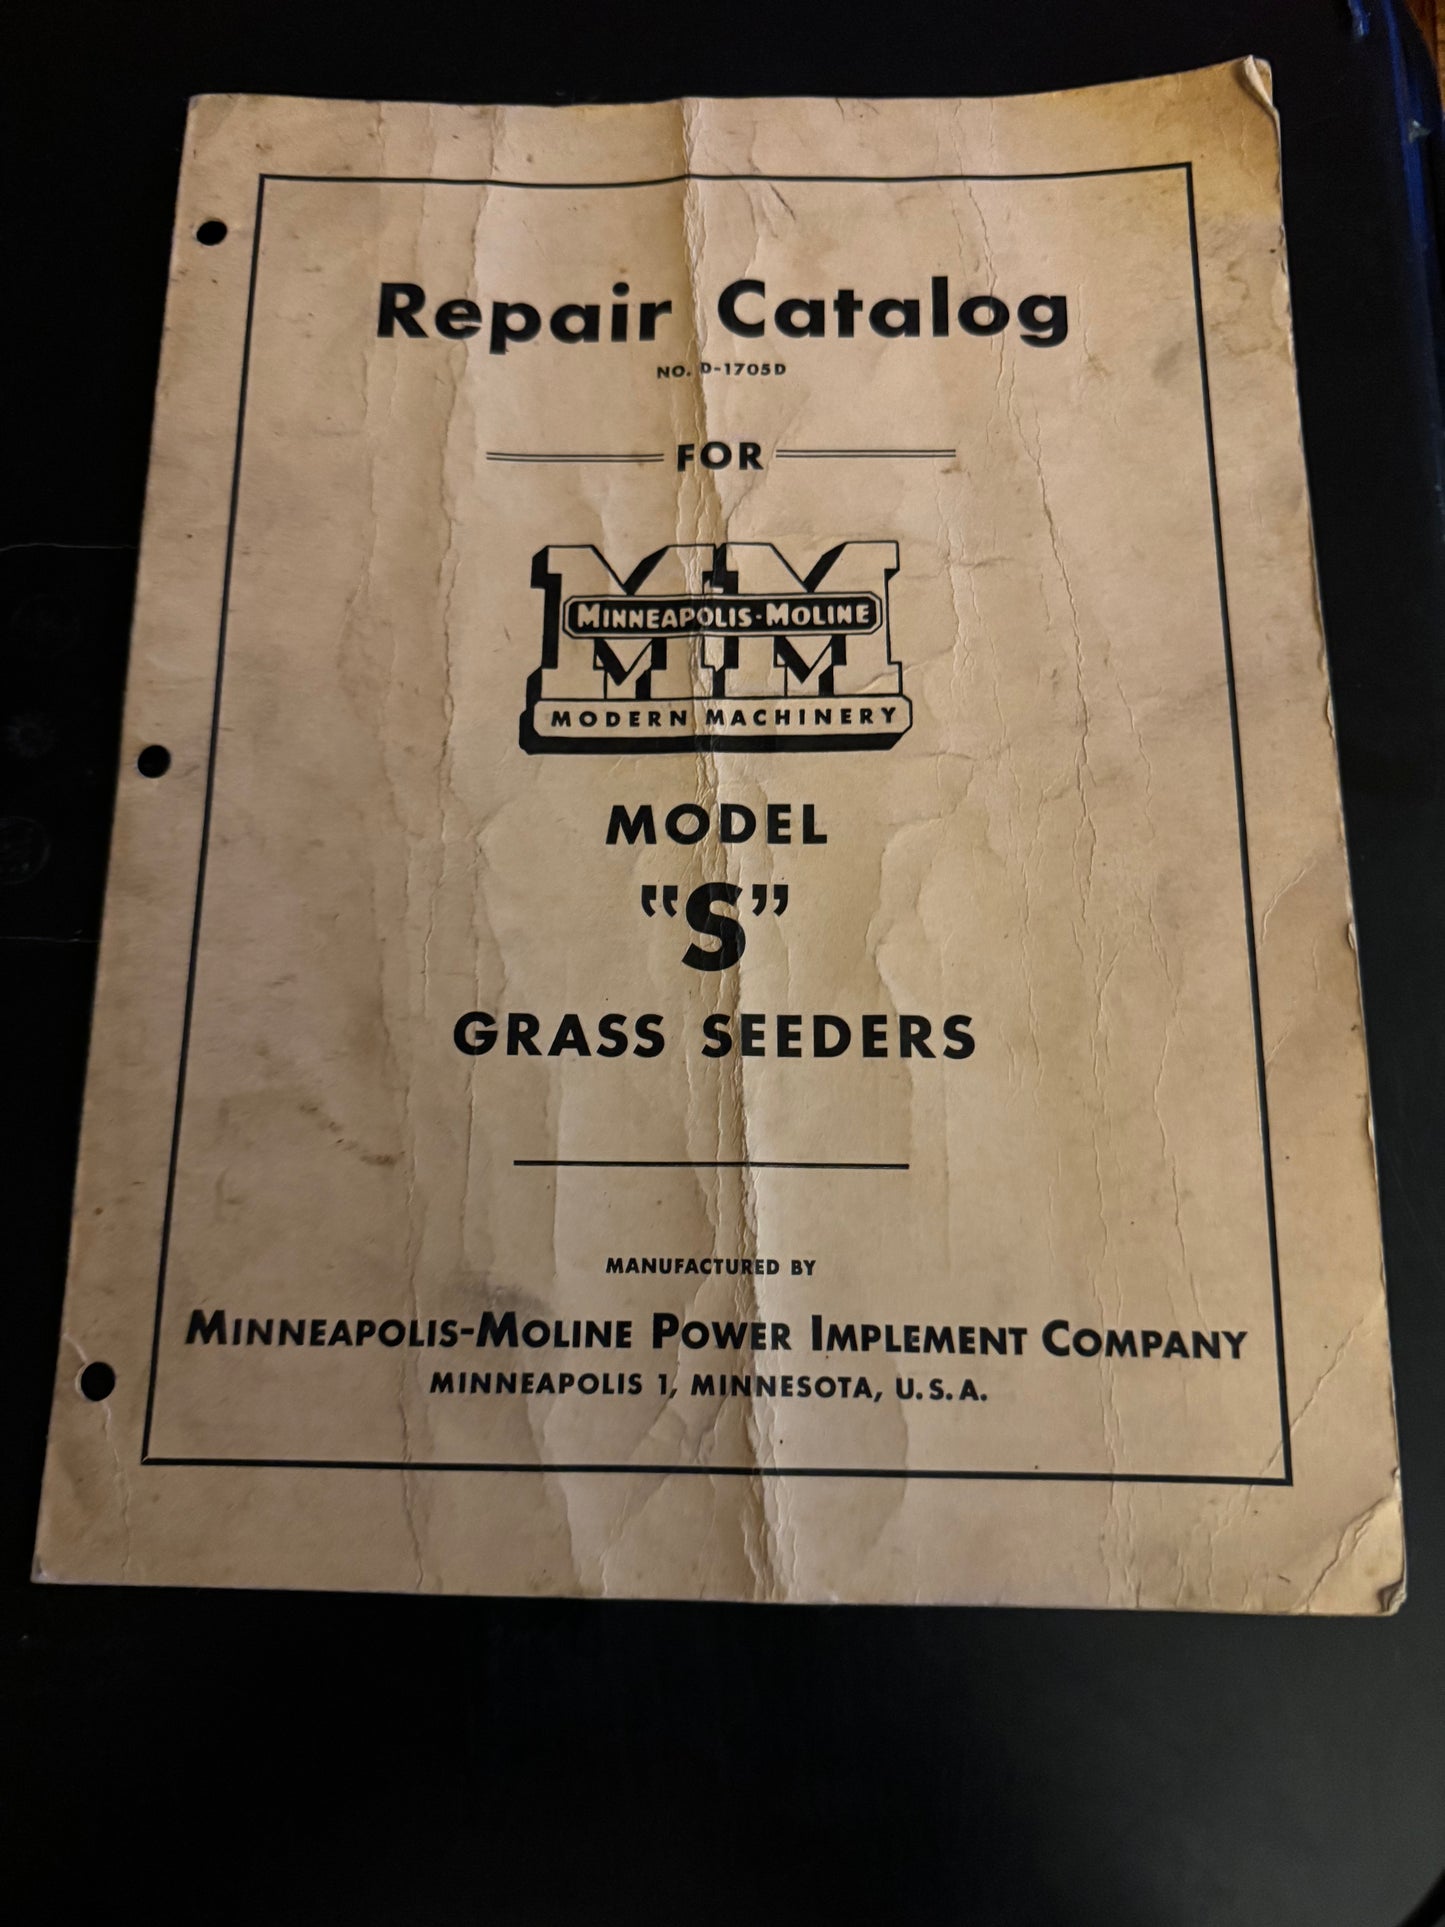 Repair Catalog
NO. D-1705D
FOR
MM
MINNEAPOLIS-MOLINE
MODERN MACHINERY
MODEL
“S”
GRASS SEEDERS
MANUFACTURED BY
MINNEAPOLIS-MOLINE POWER IMPLEMENT COMPANY
MINNEAPOLIS 1, MINNESOTA, U.S.A.